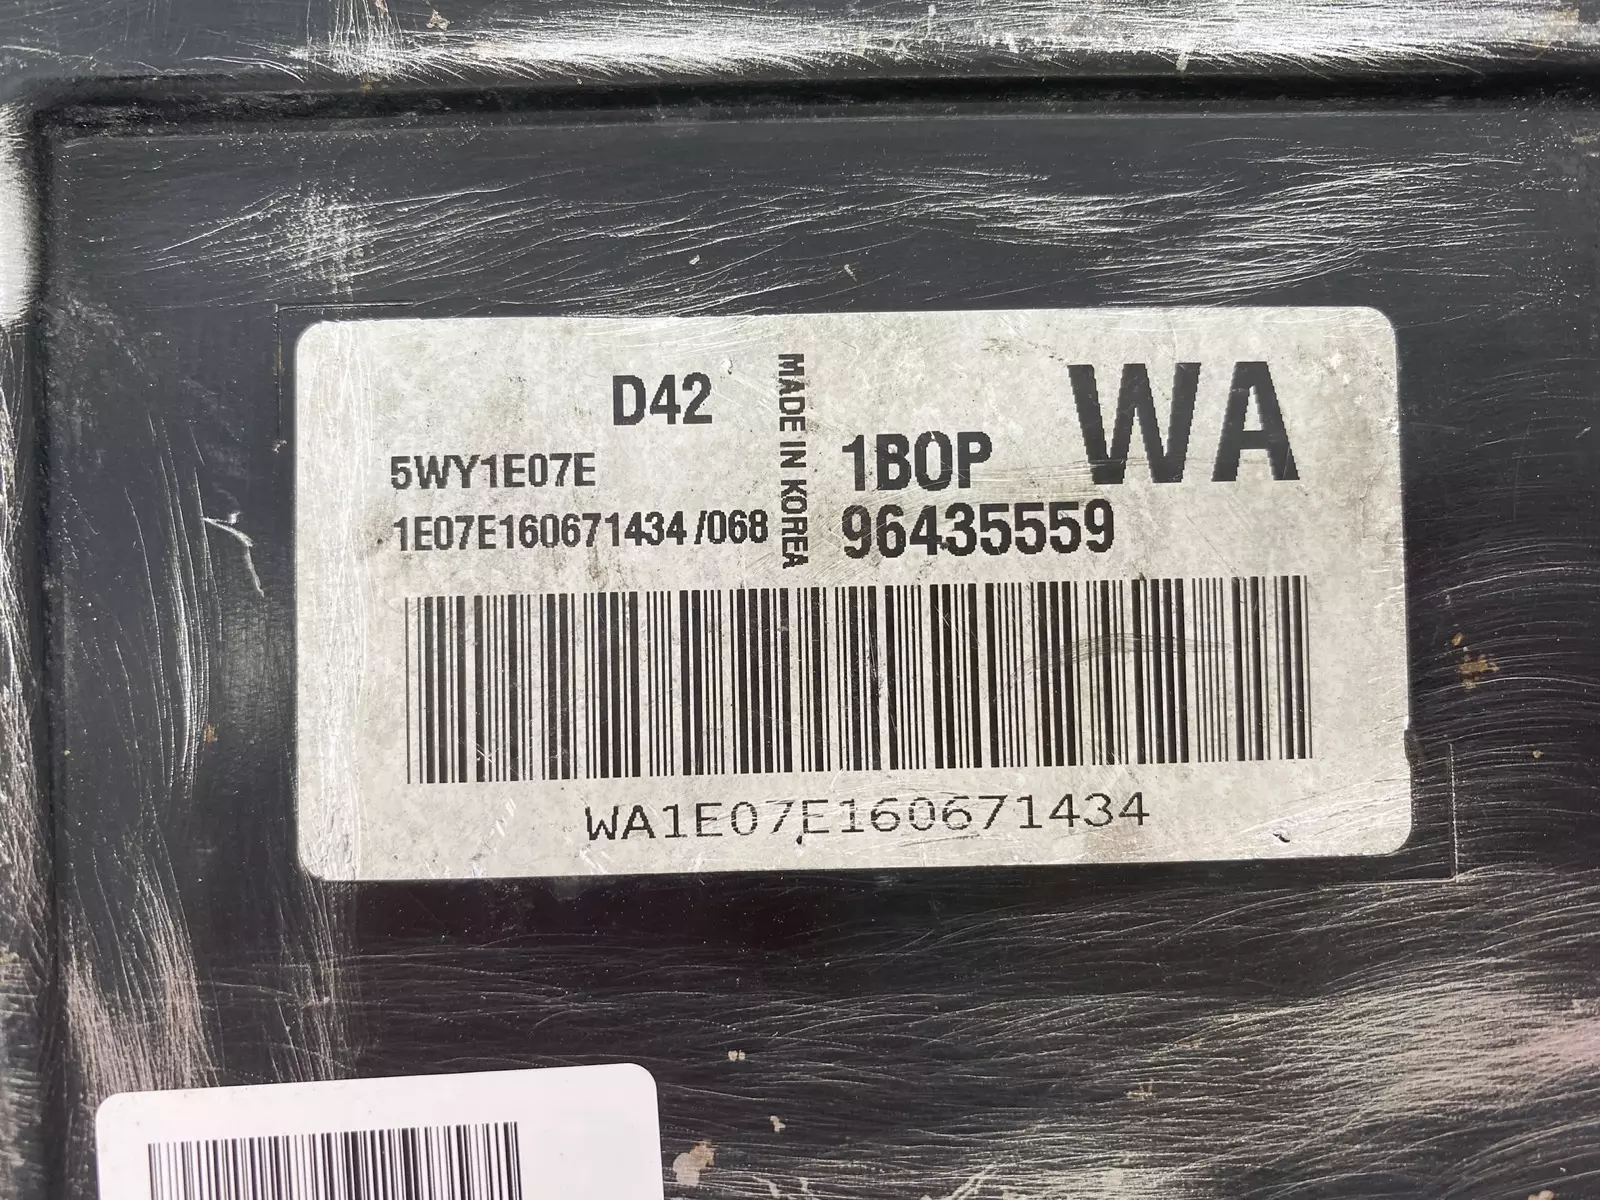 D42
5WY1E07E
1E07E160671434/068
MADE IN KOREA
WA
1BOP
96435559
WA1E07E160671434